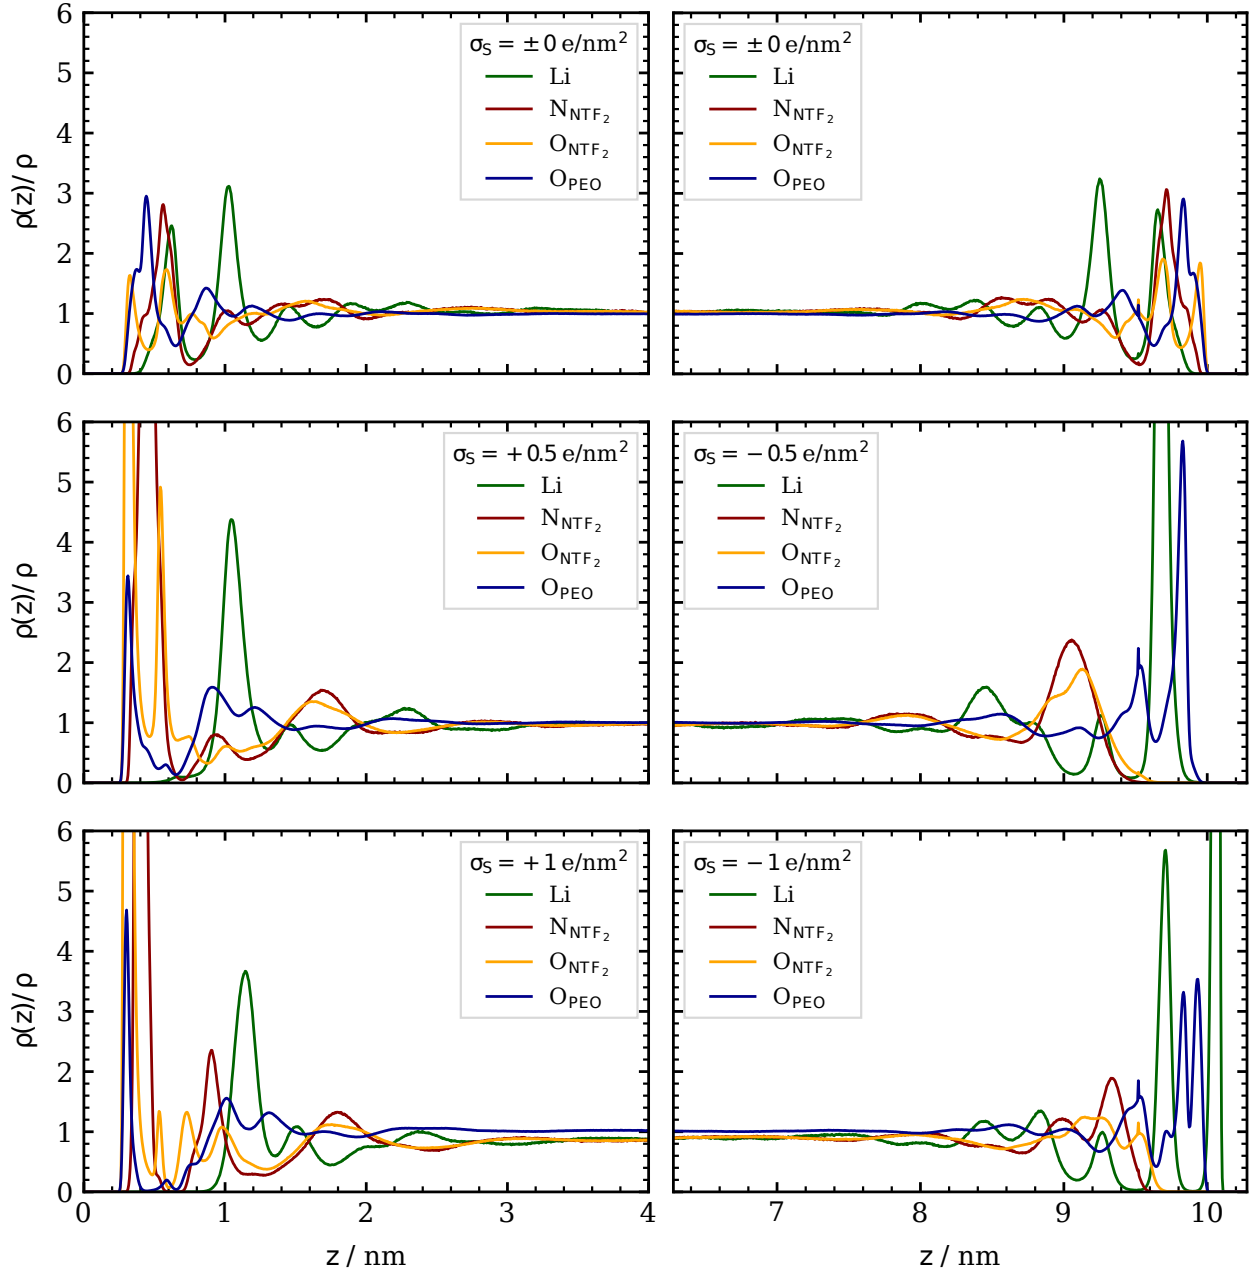 6
5
4
3
2
1
0
ρ(z)/ ρ
σS = ±0 e/nm²
Li
NNTF₂
ONTF₂
OPEO
σS = ±0 e/nm²
Li
NNTF₂
ONTF₂
OPEO
6
5
4
3
2
1
0
ρ(z)/ ρ
σS = +0.5 e/nm²
Li
NNTF₂
ONTF₂
OPEO
σS = −0.5 e/nm²
Li
NNTF₂
ONTF₂
OPEO
6
5
4
3
2
1
0
ρ(z)/ ρ
σS = +1 e/nm²
Li
NNTF₂
ONTF₂
OPEO
σS = −1 e/nm²
Li
NNTF₂
ONTF₂
OPEO
0 1 2 3 4
7 8 9 10
z / nm
z / nm